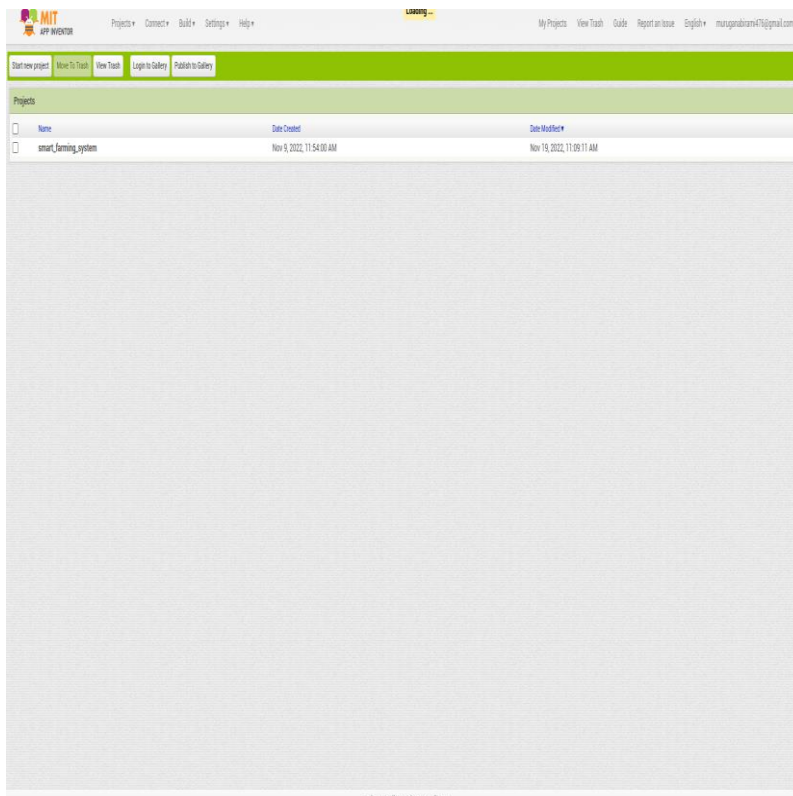 Loading ...
MIT
APP INVENTOR
Projects ▾ Connect ▾ Build ▾ Settings ▾ Help ▾ My Projects View Trash Guide Report an Issue English ▾ muruganabirami476@gmail.com
Start new project Move To Trash View Trash Login to Gallery Publish to Gallery
Projects
Name Date Created Date Modified ▼
smart_farming_system Nov 9, 2022, 11:54:00 AM Nov 19, 2022, 11:09:11 AM